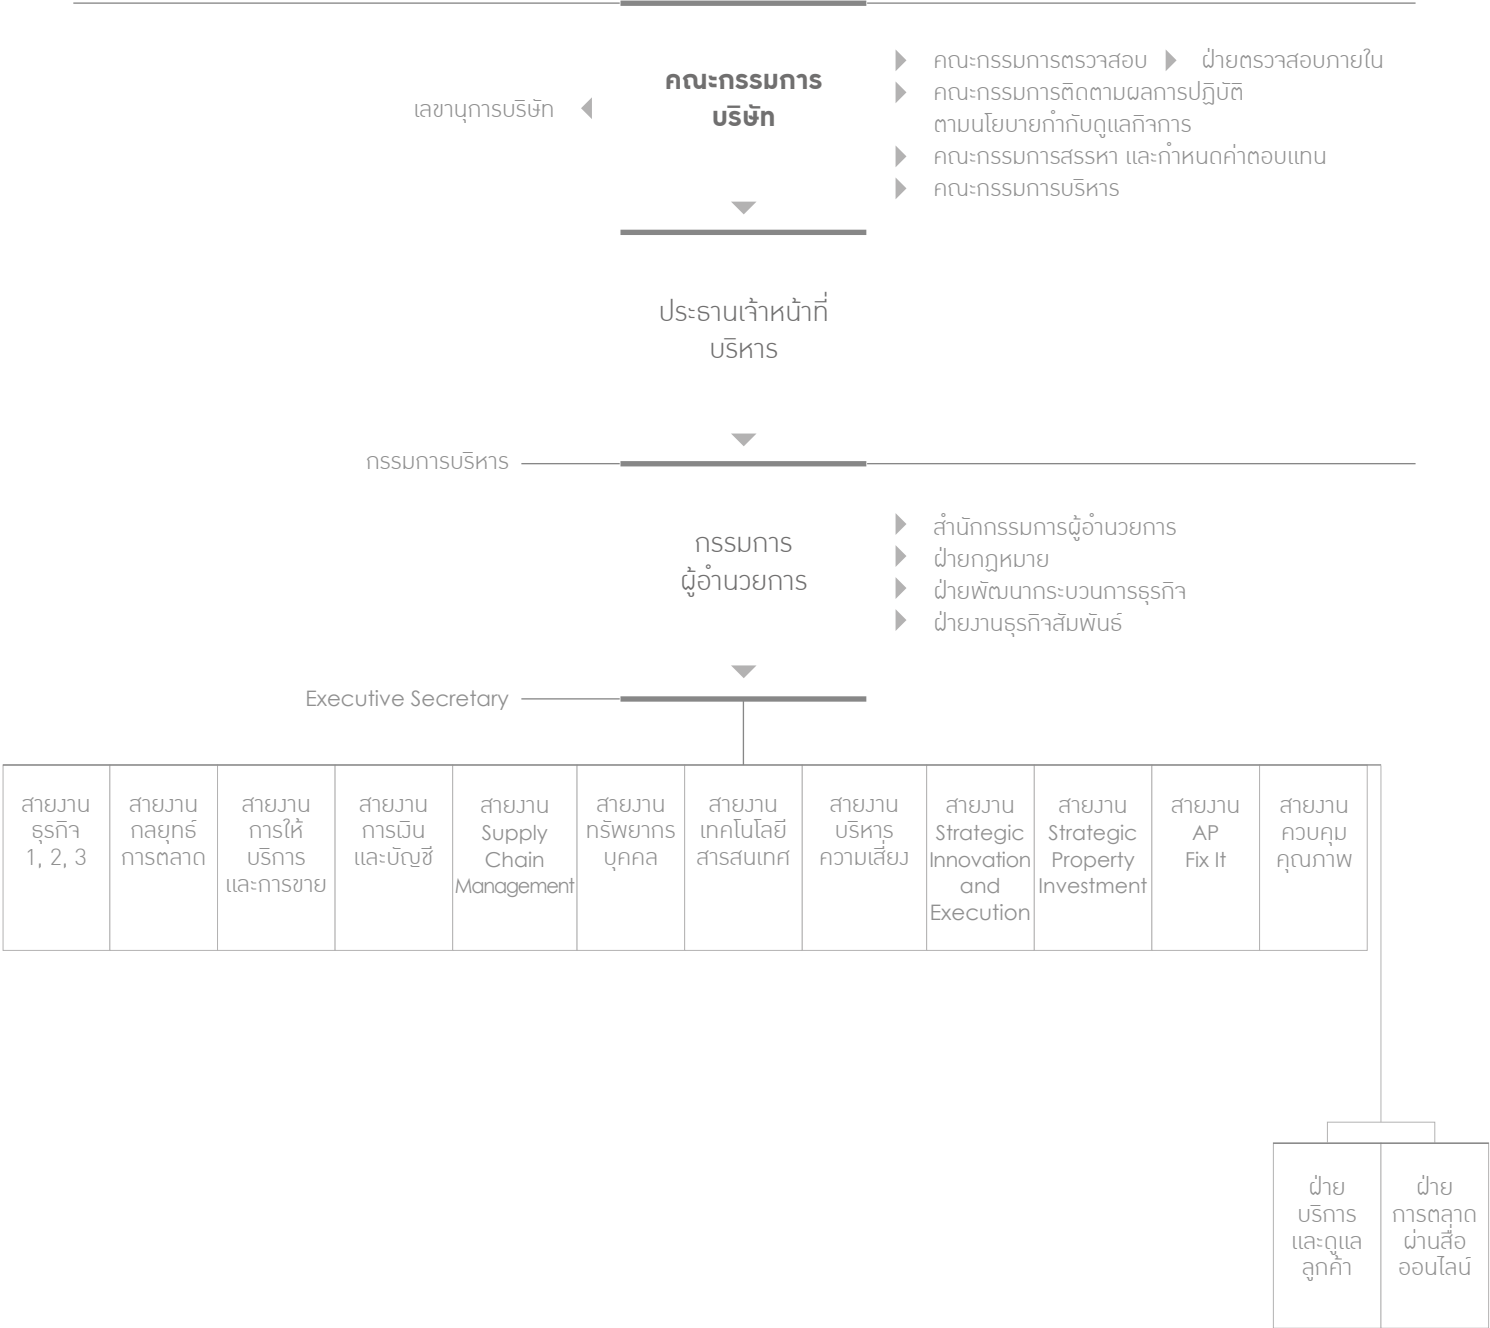 คณะกรรมการ
บริษัท
เลขานุการบริษัท
คณะกรรมการตรวจสอบ ฝ่ายตรวจสอบภายใน
คณะกรรมการติดตามผลการปฏิบัติ
ตามนโยบายกำกับดูแลกิจการ
คณะกรรมการสรรหา และกำหนดค่าตอบแทน
คณะกรรมการบริหาร
ประธานเจ้าหน้าที่
บริหาร
กรรมการบริหาร
กรรมการ
ผู้อำนวยการ
สำนักกรรมการผู้อำนวยการ
ฝ่ายกฎหมาย
ฝ่ายพัฒนากระบวนการธุรกิจ
ฝ่ายงานธุรกิจสัมพันธ์
Executive Secretary
สายงาน
ธุรกิจ
1, 2, 3
สายงาน
กลยุทธ์
การตลาด
สายงาน
การให้
บริการ
และการขาย
สายงาน
การเงิน
และบัญชี
สายงาน
Supply
Chain
Management
สายงาน
ทรัพยากร
บุคคล
สายงาน
เทคโนโลยี
สารสนเทศ
สายงาน
บริหาร
ความเสี่ยง
สายงาน
Strategic
Innovation
and
Execution
สายงาน
Strategic
Property
Investment
สายงาน
AP
Fix It
สายงาน
ควบคุม
คุณภาพ
ฝ่าย
บริการ
และดูแล
ลูกค้า
ฝ่าย
การตลาด
ผ่านสื่อ
ออนไลน์